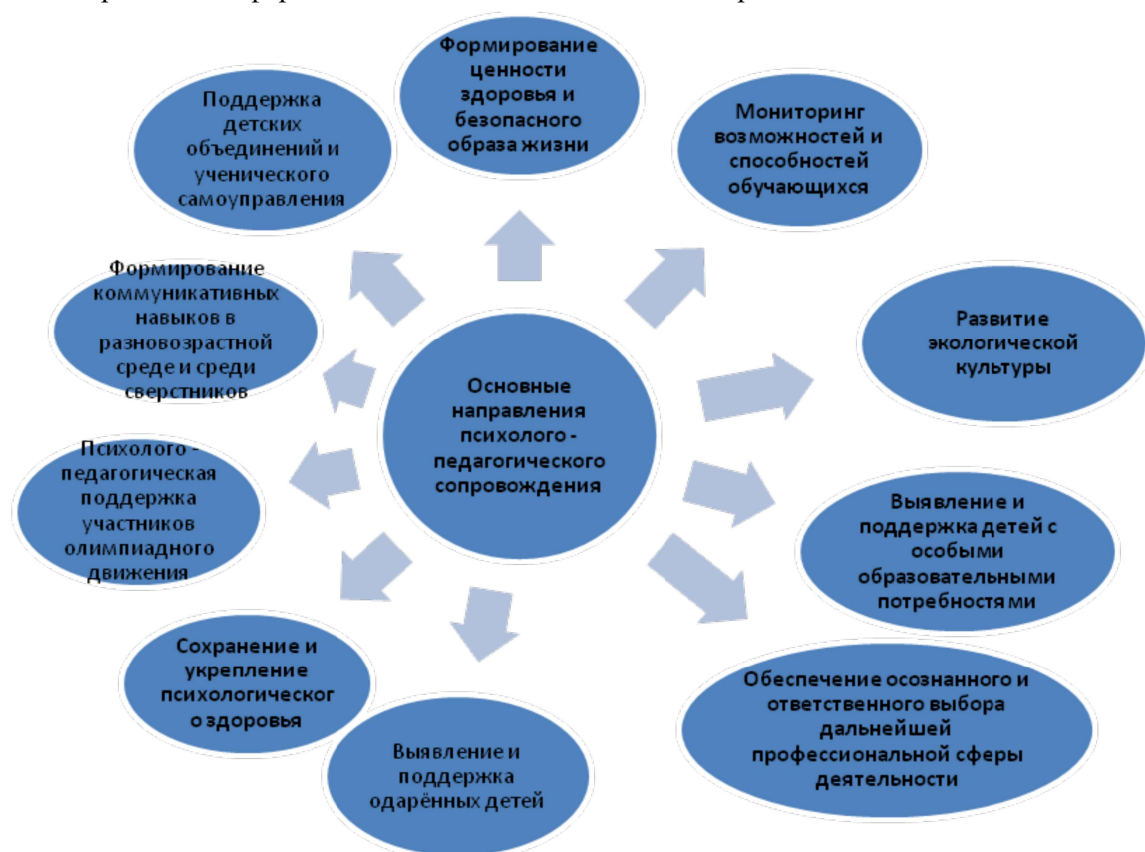 Формирование
ценности
здоровья и
безопасного
образа жизни
Мониторинг
возможностей и
способностей
обучающихся
Развитие
экологической
культуры
Выявление и
поддержка детей с
особыми
образовательными
потребностями
Обеспечение осознанного и
ответственного выбора
дальнейшей
профессиональной сферы
деятельности
Выявление и
поддержка
одарённых детей
Сохранение и
укрепление
психологическог
о здоровья
Психолого -
педагогическая
поддержка
участников
олимпиадного
движения
Формирование
коммуникативных
навыков в
разновозрастной
среде и среди
сверстников
Поддержка
детских
объединений и
ученического
самоуправления
Основные
направления
психолого -
педагогического
сопровождения